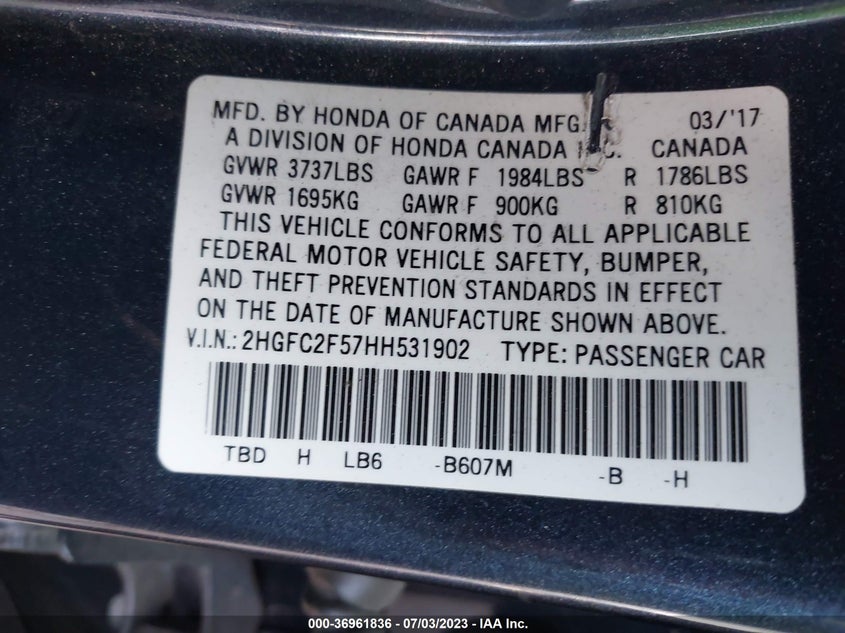 MFD. BY HONDA OF CANADA MFG. 03/'17
A DIVISION OF HONDA CANADA INC. CANADA
GVWR 3737LBS GAWR F 1984LBS R 1786LBS
GVWR 1695KG GAWR F 900KG R 810KG
THIS VEHICLE CONFORMS TO ALL APPLICABLE
FEDERAL MOTOR VEHICLE SAFETY, BUMPER,
AND THEFT PREVENTION STANDARDS IN EFFECT
ON THE DATE OF MANUFACTURE SHOWN ABOVE.
V.I.N.: 2HGFC2F57HH531902 TYPE: PASSENGER CAR
TBD H LB6 -B607M -B -H
000-36961836 - 07/03/2023 - IAA Inc.